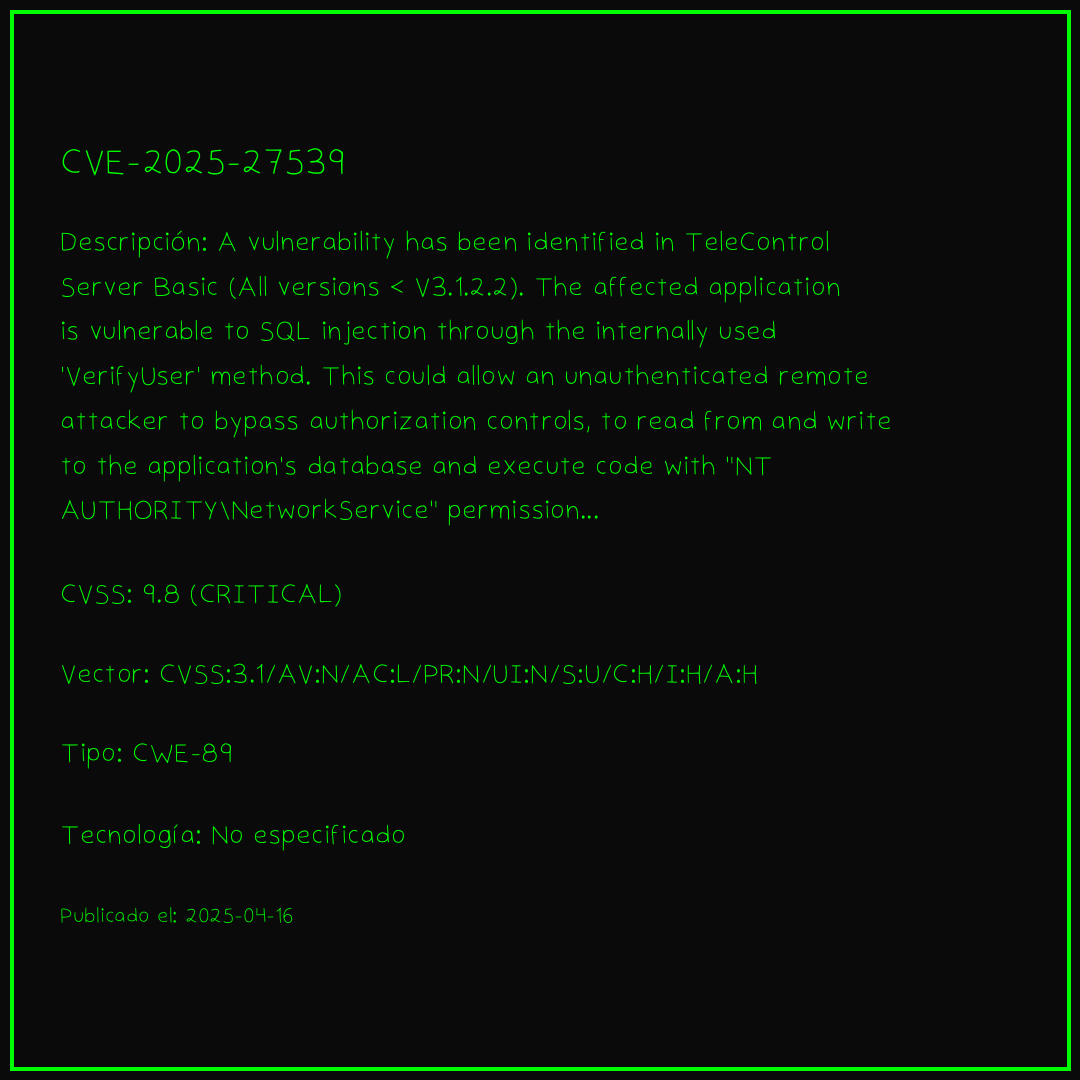 CVE-2025-27539
Descripción: A vulnerability has been identified in TeleControl
Server Basic (All versions < V3.1.2.2). The affected application
is vulnerable to SQL injection through the internally used
'VerifyUser' method. This could allow an unauthenticated remote
attacker to bypass authorization controls, to read from and write
to the application's database and execute code with "NT
AUTHORITY\NetworkService" permission...
CVSS: 9.8 (CRITICAL)
Vector: CVSS:3.1/AV:N/AC:L/PR:N/UI:N/S:U/C:H/I:H/A:H
Tipo: CWE-89
Tecnología: No especificado
Publicado el: 2025-04-16